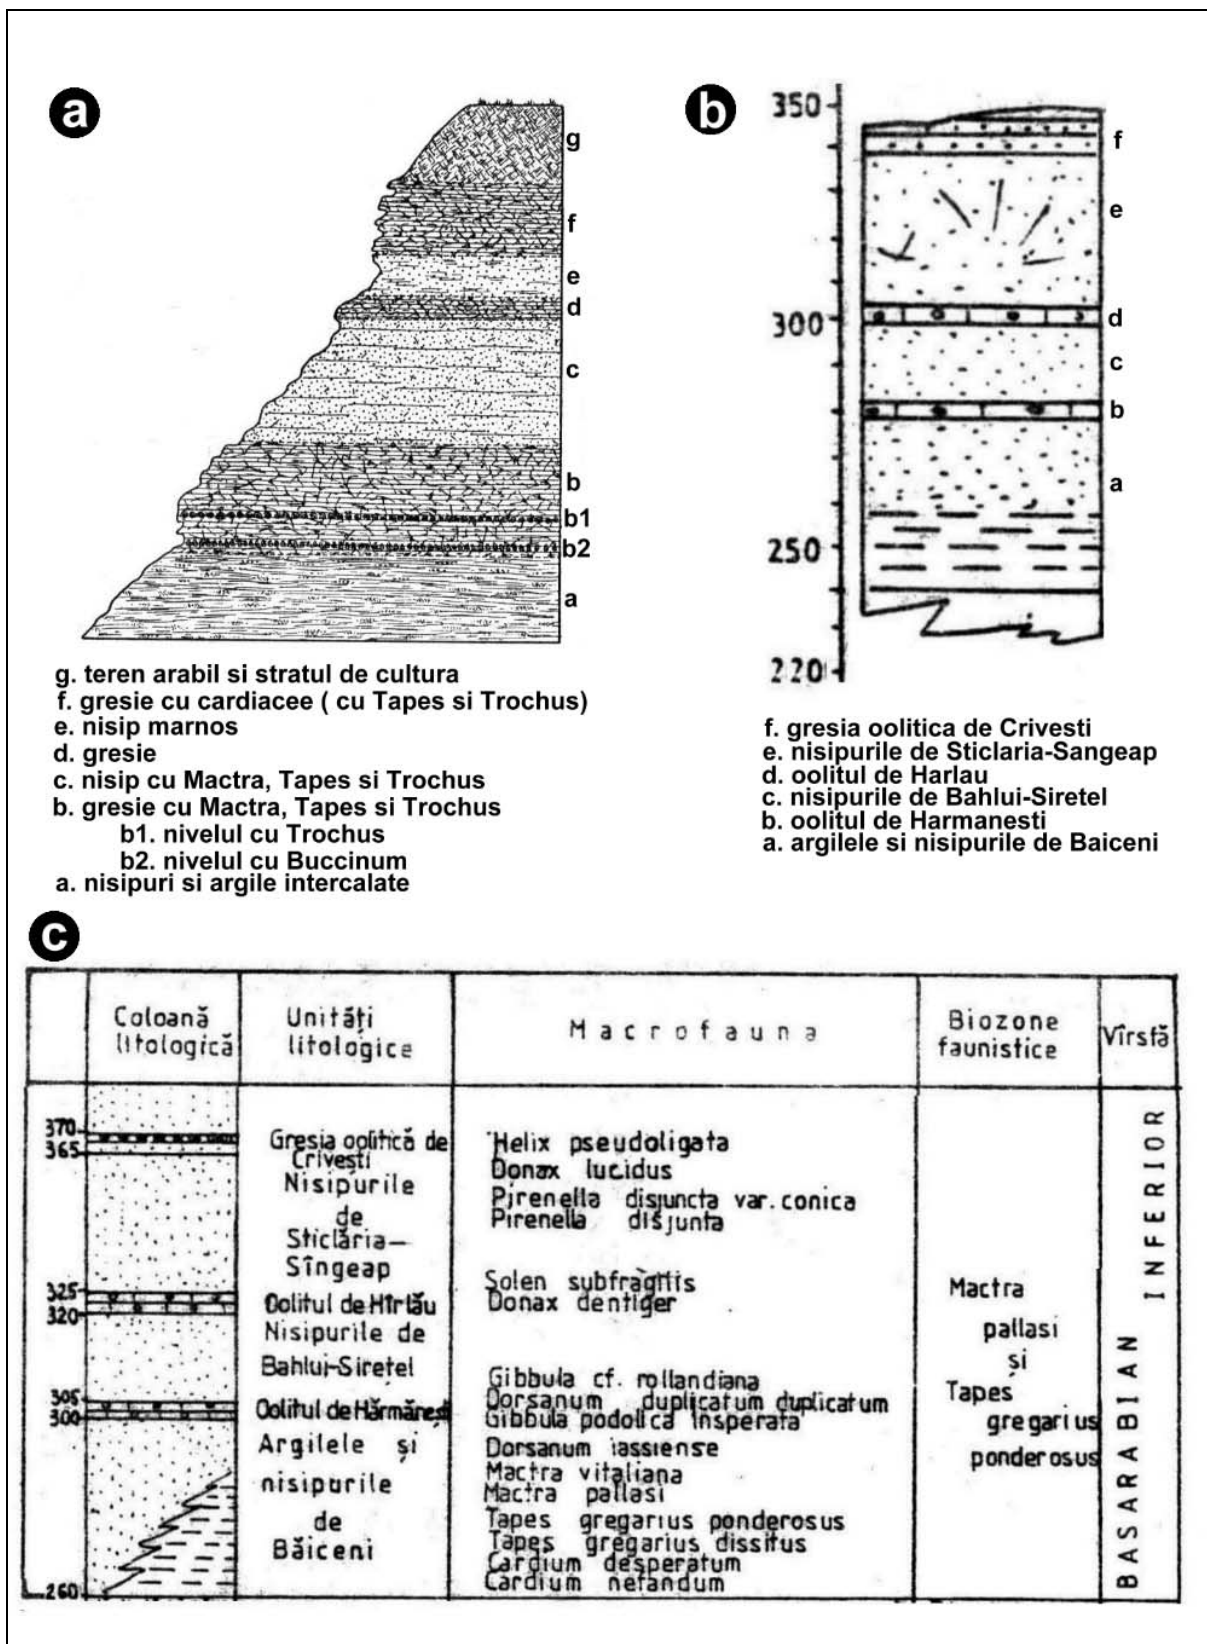 a
g
f
e
d
c
b
b1
b2
a
g. teren arabil si stratul de cultura
f. gresie cu cardiacee ( cu Tapes si Trochus)
e. nisip marnos
d. gresie
c. nisip cu Mactra, Tapes si Trochus
b. gresie cu Mactra, Tapes si Trochus
b1. nivelul cu Trochus
b2. nivelul cu Buccinum
a. nisipuri si argile intercalate
b
350
300
250
220
f
e
d
c
b
a
f. gresia oolitica de Crivesti
e. nisipurile de Sticlaria-Sangeap
d. oolitul de Harlau
c. nisipurile de Bahlui-Siretel
b. oolitul de Harmanesti
a. argilele si nisipurile de Baiceni
c
Coloană
litologică
Unități
litologice
Macrofauna
Biozone
faunistice
Vîrstă
370
365
325
320
305
300
260
Gresia oolitică de
Crivești
Nisipurile
de
Sticlăria-
Sîngeap
Oolitul de Hîrlău
Nisipurile de
Bahlui-Sirețel
Oolitul de Hărmănești
Argilele și
nisipurile
de
Băiceni
Helix pseudoligata
Donax lucidus
Pirenella disjuncta var. conica
Pirenella disjunta
Solen subfragilis
Donax dentiger
Gibbula cf. rollandiana
Dorsanum duplicatum duplicatum
Gibbula podolica insperata
Dorsanum iassiense
Mactra vitaliana
Mactra pallasi
Tapes gregarius ponderosus
Tapes gregarius dissitus
Cardium desperatum
Cardium nefandum
Mactra
pallasi
și
Tapes
gregarius
ponderosus
BASARABIAN INFERIOR